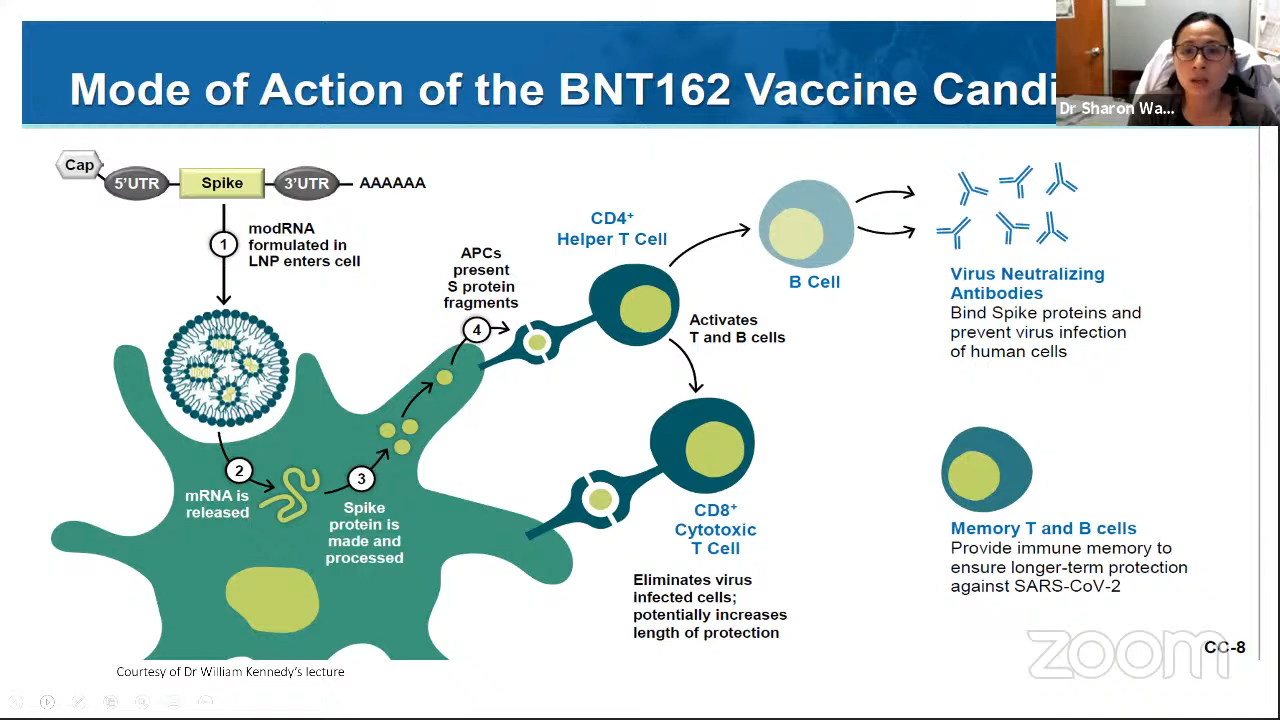 Mode of Action of the BNT162 Vaccine Candi
Dr Sharon Wa...
Cap
5'UTR
Spike
3'UTR
AAAAAA
1
modRNA
formulated in
LNP enters cell
2
mRNA is
released
3
Spike
protein is
made and
processed
APCs
present
S protein
fragments
4
CD4+
Helper T Cell
Activates
T and B cells
B Cell
CD8+
Cytotoxic
T Cell
Eliminates virus
infected cells;
potentially increases
length of protection
Virus Neutralizing
Antibodies
Bind Spike proteins and
prevent virus infection
of human cells
Memory T and B cells
Provide immune memory to
ensure longer-term protection
against SARS-CoV-2
zoom
CC-8
Courtesy of Dr William Kennedy's lecture